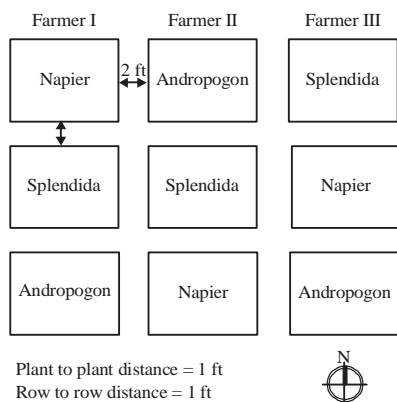 Farmer I Farmer II Farmer III
Napier 2 ft Andropogon Splendida
Splendida Splendida Napier
Andropogon Napier Andropogon
Plant to plant distance = 1 ft
Row to row distance = 1 ft
N